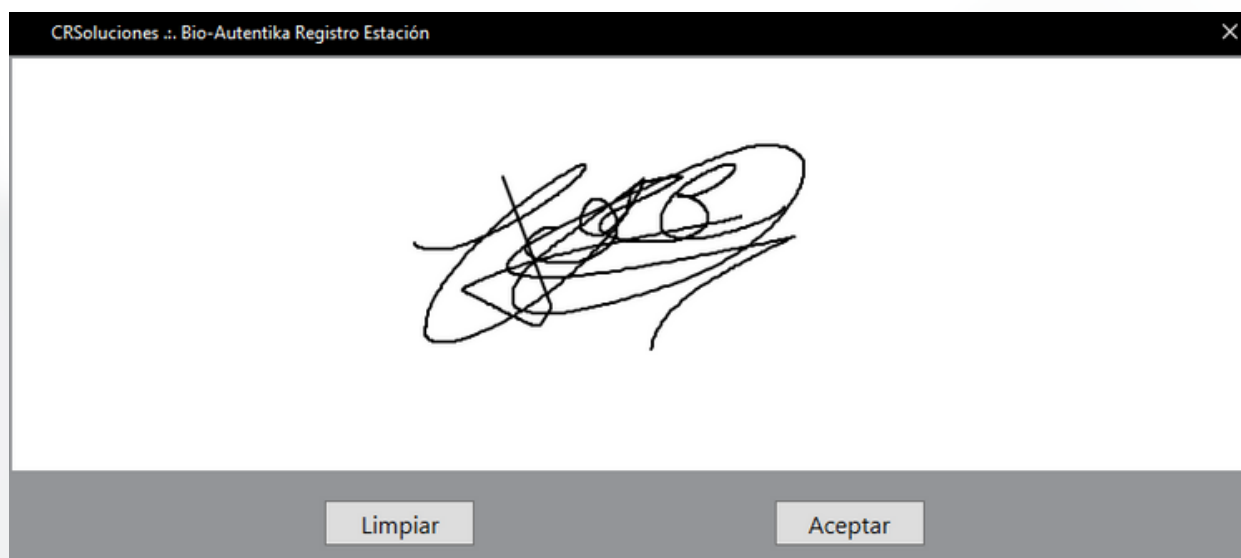 CRSoluciones .:. Bio-Autentika Registro Estación
Limpiar
Aceptar